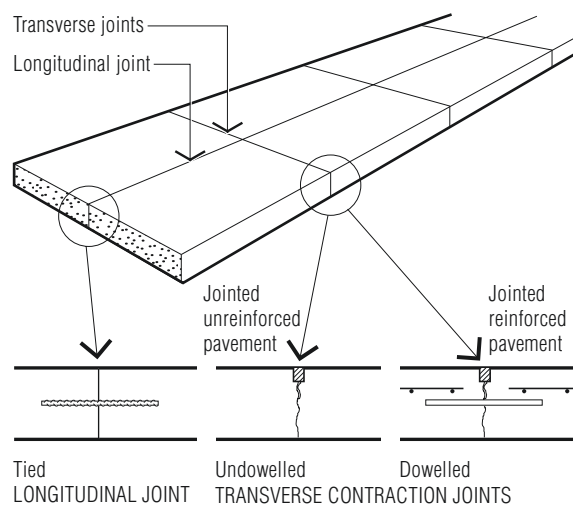 Transverse joints
Longitudinal joint
Jointed
unreinforced
pavement
Jointed
reinforced
pavement
Tied
LONGITUDINAL JOINT
Undowelled
Dowelled
TRANSVERSE CONTRACTION JOINTS